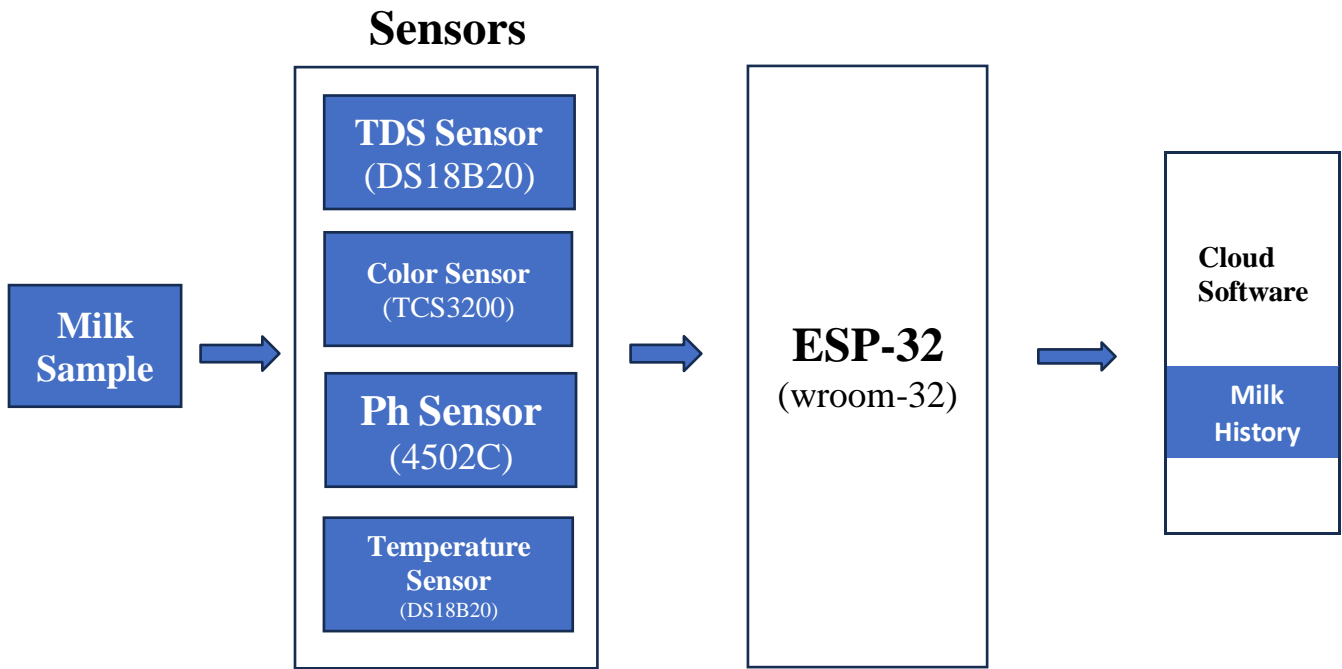 Sensors
TDS Sensor
(DS18B20)
Color Sensor
(TCS3200)
Ph Sensor
(4502C)
Temperature
Sensor
(DS18B20)
Milk
Sample
ESP-32
(wroom-32)
Cloud
Software
Milk
History